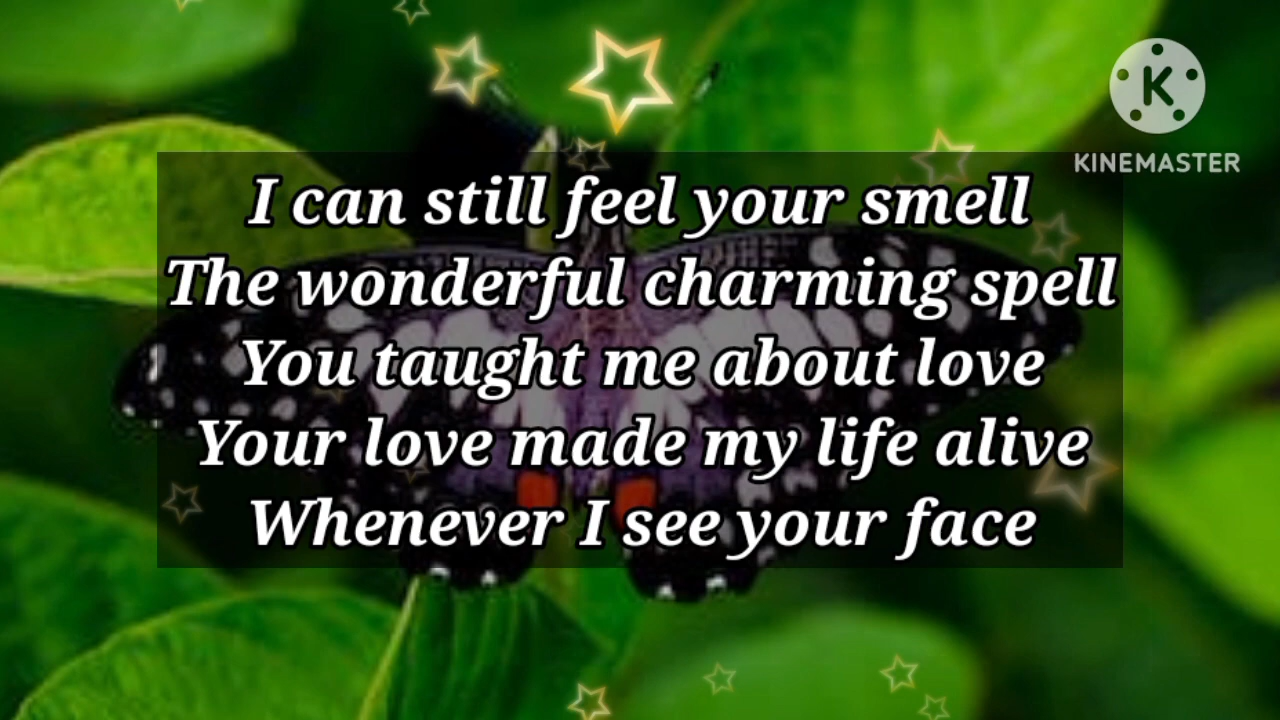 K
KINEMASTER
I can still feel your smell
The wonderful charming spell
You taught me about love
Your love made my life alive
Whenever I see your face